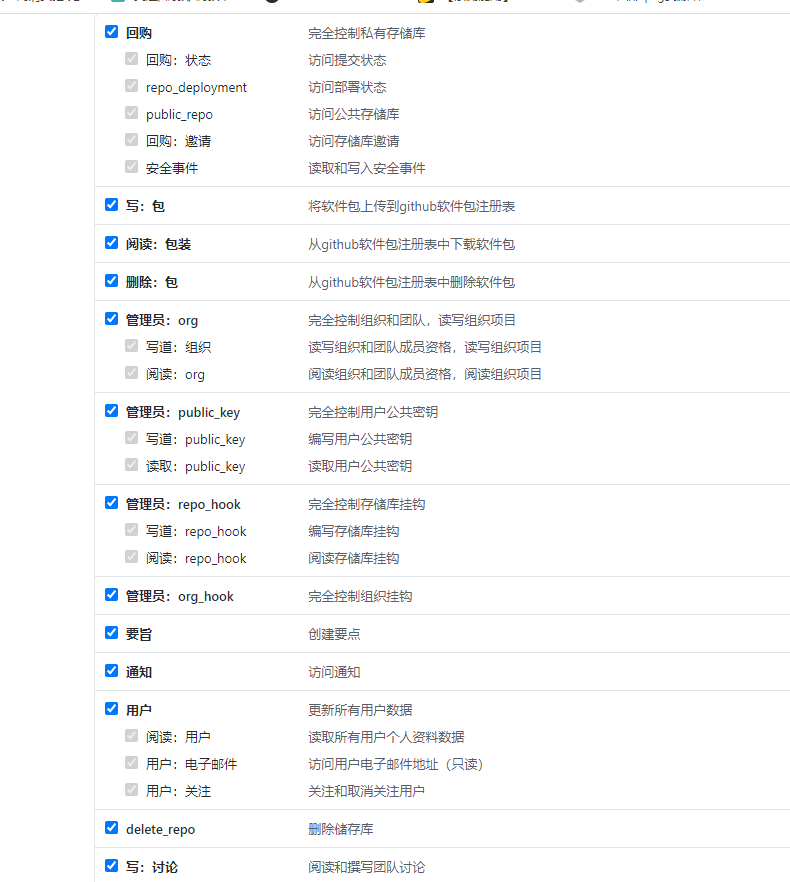 回购 完全控制私有存储库
回购：状态 访问提交状态
repo_deployment 访问部署状态
public_repo 访问公共存储库
回购：邀请 访问存储库邀请
安全事件 读取和写入安全事件
写：包 将软件包上传到github软件包注册表
阅读：包装 从github软件包注册表中下载软件包
删除：包 从github软件包注册表中删除软件包
管理员：org 完全控制组织和团队，读写组织项目
写道：组织 读写组织和团队成员资格，读写组织项目
阅读：org 阅读组织和团队成员资格，阅读组织项目
管理员：public_key 完全控制用户公共密钥
写道：public_key 编写用户公共密钥
读取：public_key 读取用户公共密钥
管理员：repo_hook 完全控制存储库挂钩
写道：repo_hook 编写存储库挂钩
阅读：repo_hook 阅读存储库挂钩
管理员：org_hook 完全控制组织挂钩
要旨 创建要点
通知 访问通知
用户 更新所有用户数据
阅读：用户 读取所有用户个人资料数据
用户：电子邮件 访问用户电子邮件地址（只读）
用户：关注 关注和取消关注用户
delete_repo 删除储存库
写：讨论 阅读和撰写团队讨论